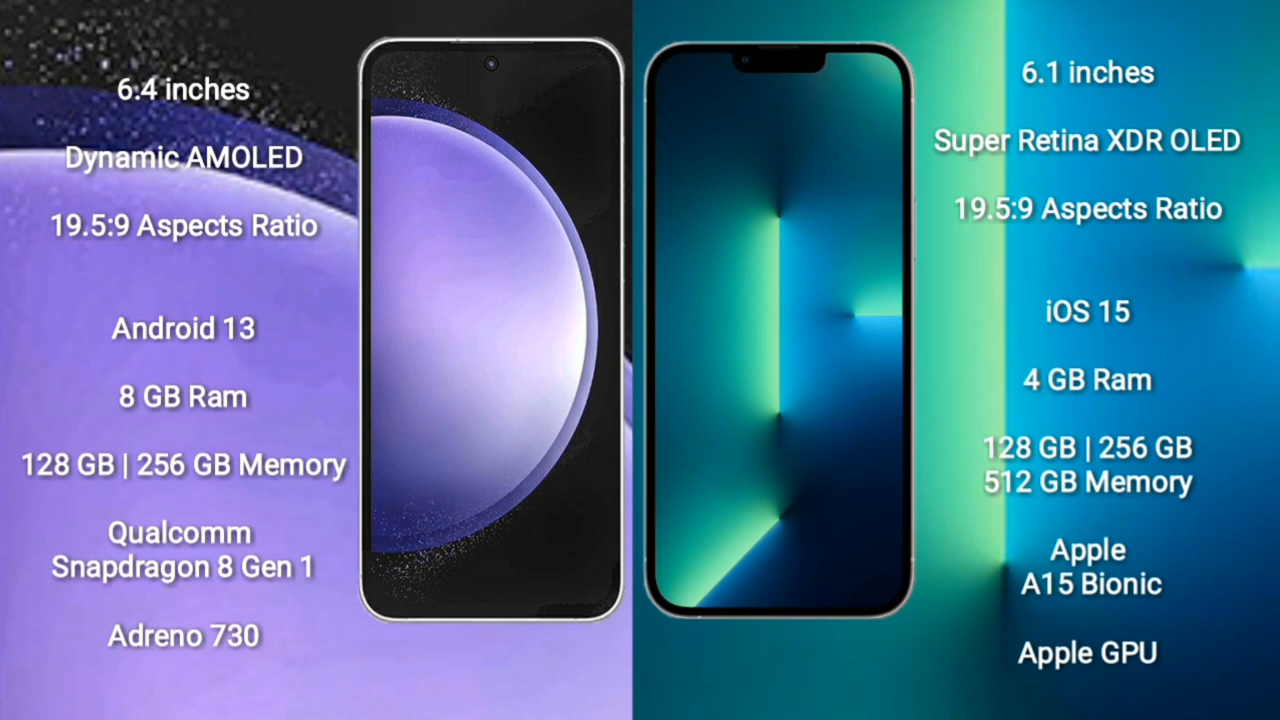 6.4 inches
Dynamic AMOLED
19.5:9 Aspects Ratio
Android 13
8 GB Ram
128 GB | 256 GB Memory
Qualcomm
Snapdragon 8 Gen 1
Adreno 730
6.1 inches
Super Retina XDR OLED
19.5:9 Aspects Ratio
iOS 15
4 GB Ram
128 GB | 256 GB
512 GB Memory
Apple
A15 Bionic
Apple GPU